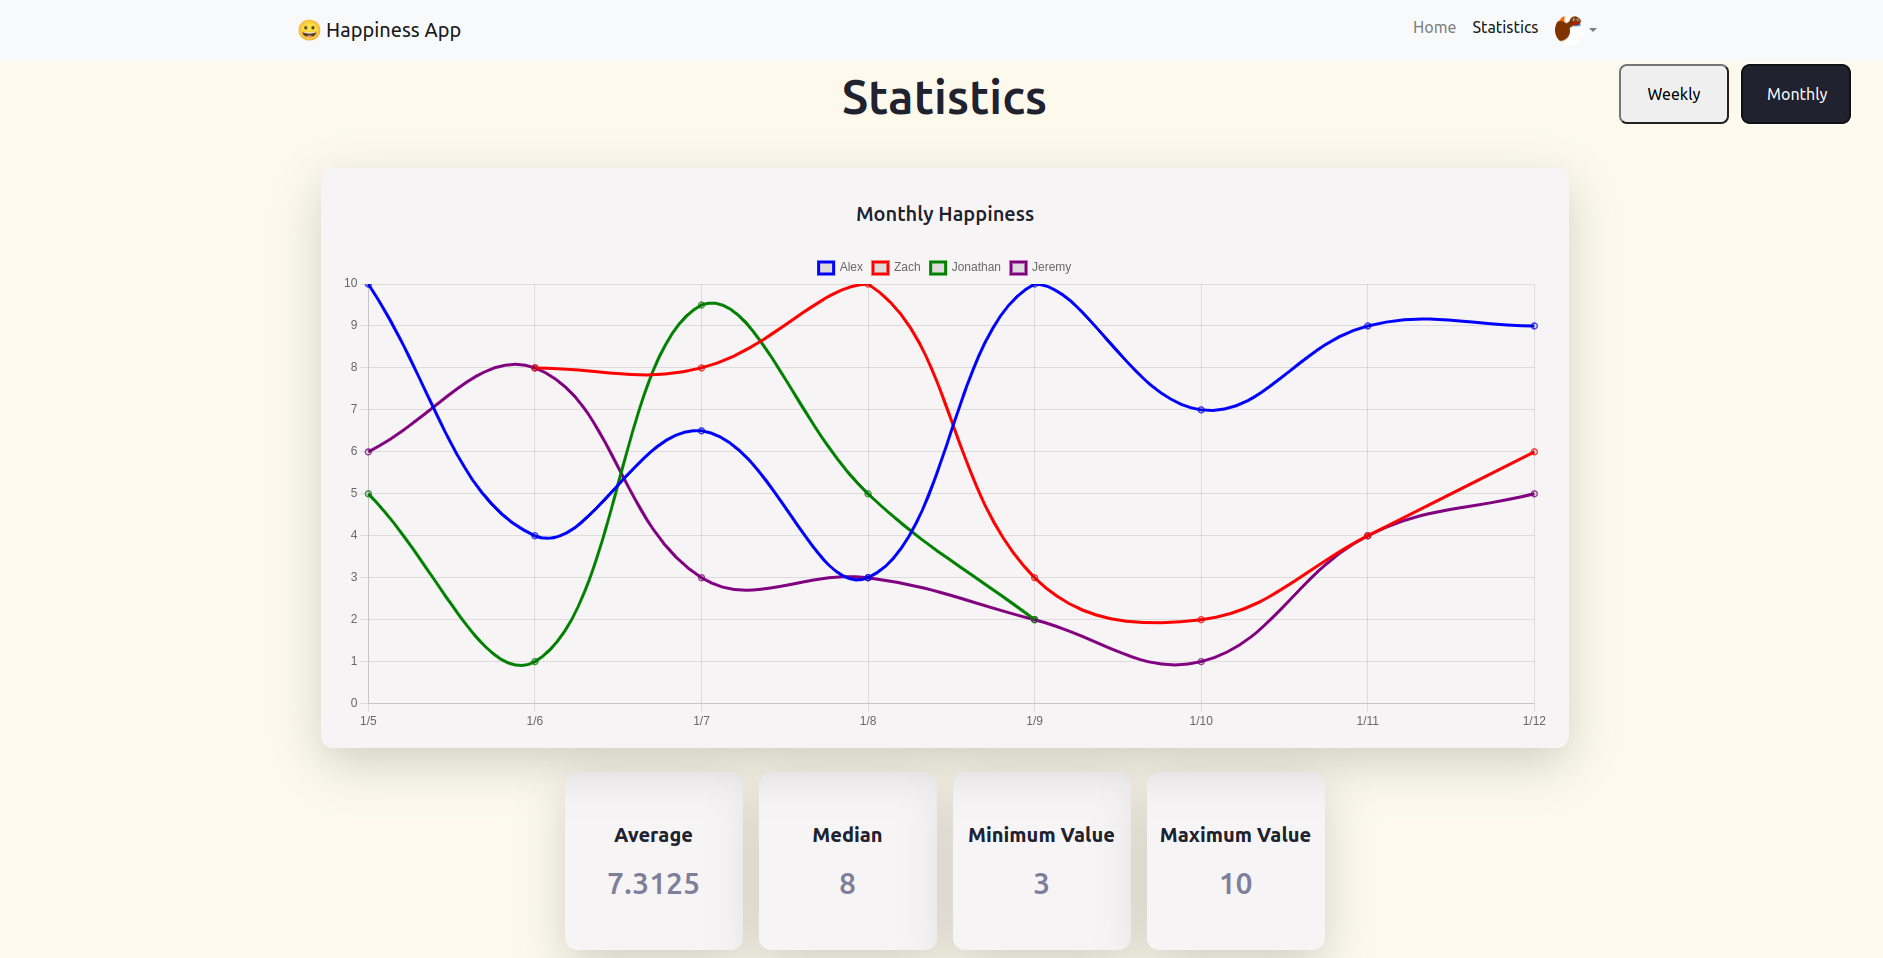 😀 Happiness App
Home Statistics
Statistics
Weekly Monthly
Monthly Happiness
Alex Zach Jonathan Jeremy
10
9
8
7
6
5
4
3
2
1
0
1/5 1/6 1/7 1/8 1/9 1/10 1/11 1/12
Average Median Minimum Value Maximum Value
7.3125 8 3 10